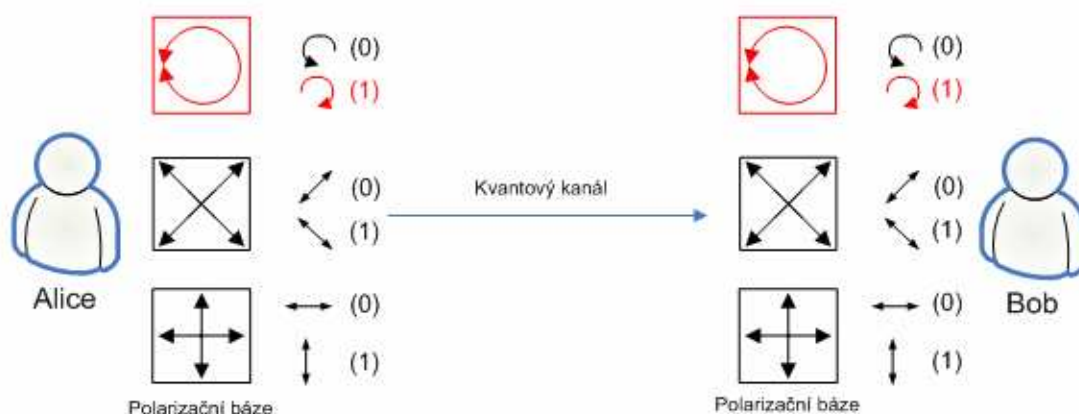 (0)
(1)
(0)
(1)
Alice
(0)
(1)
Polarizační báze
Kvantový kanál
(0)
(1)
(0)
(1)
Bob
(0)
(1)
Polarizační báze